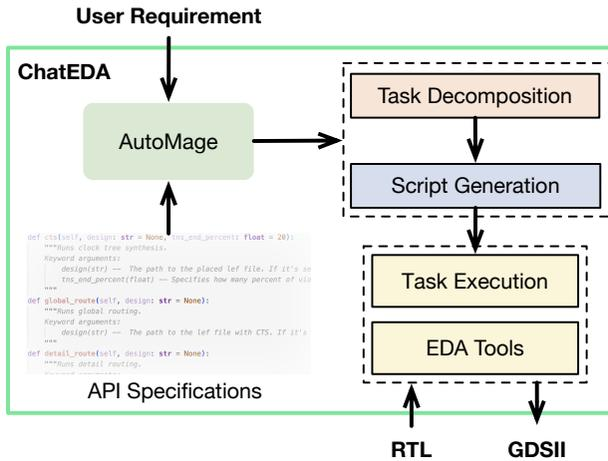 User Requirement
ChatEDA
AutoMage
Task Decomposition
Script Generation
def cts(self, design: str = None, tns_end_percent: float = 20):
"""Runs clock tree synthesis.
Keyword arguments:
design(str) -- The path to the placed lef file. If it's se
tns_end_percent(float) -- Specifies how many percent of vio
"""
def global_route(self, design: str = None):
"""Runs global routing.
Keyword arguments:
design(str) -- The path to the lef file with CTS. If it's
"""
def detail_route(self, design: str = None):
"""Runs detail routing.
Keyword arguments:
API Specifications
Task Execution
EDA Tools
RTL
GDSII